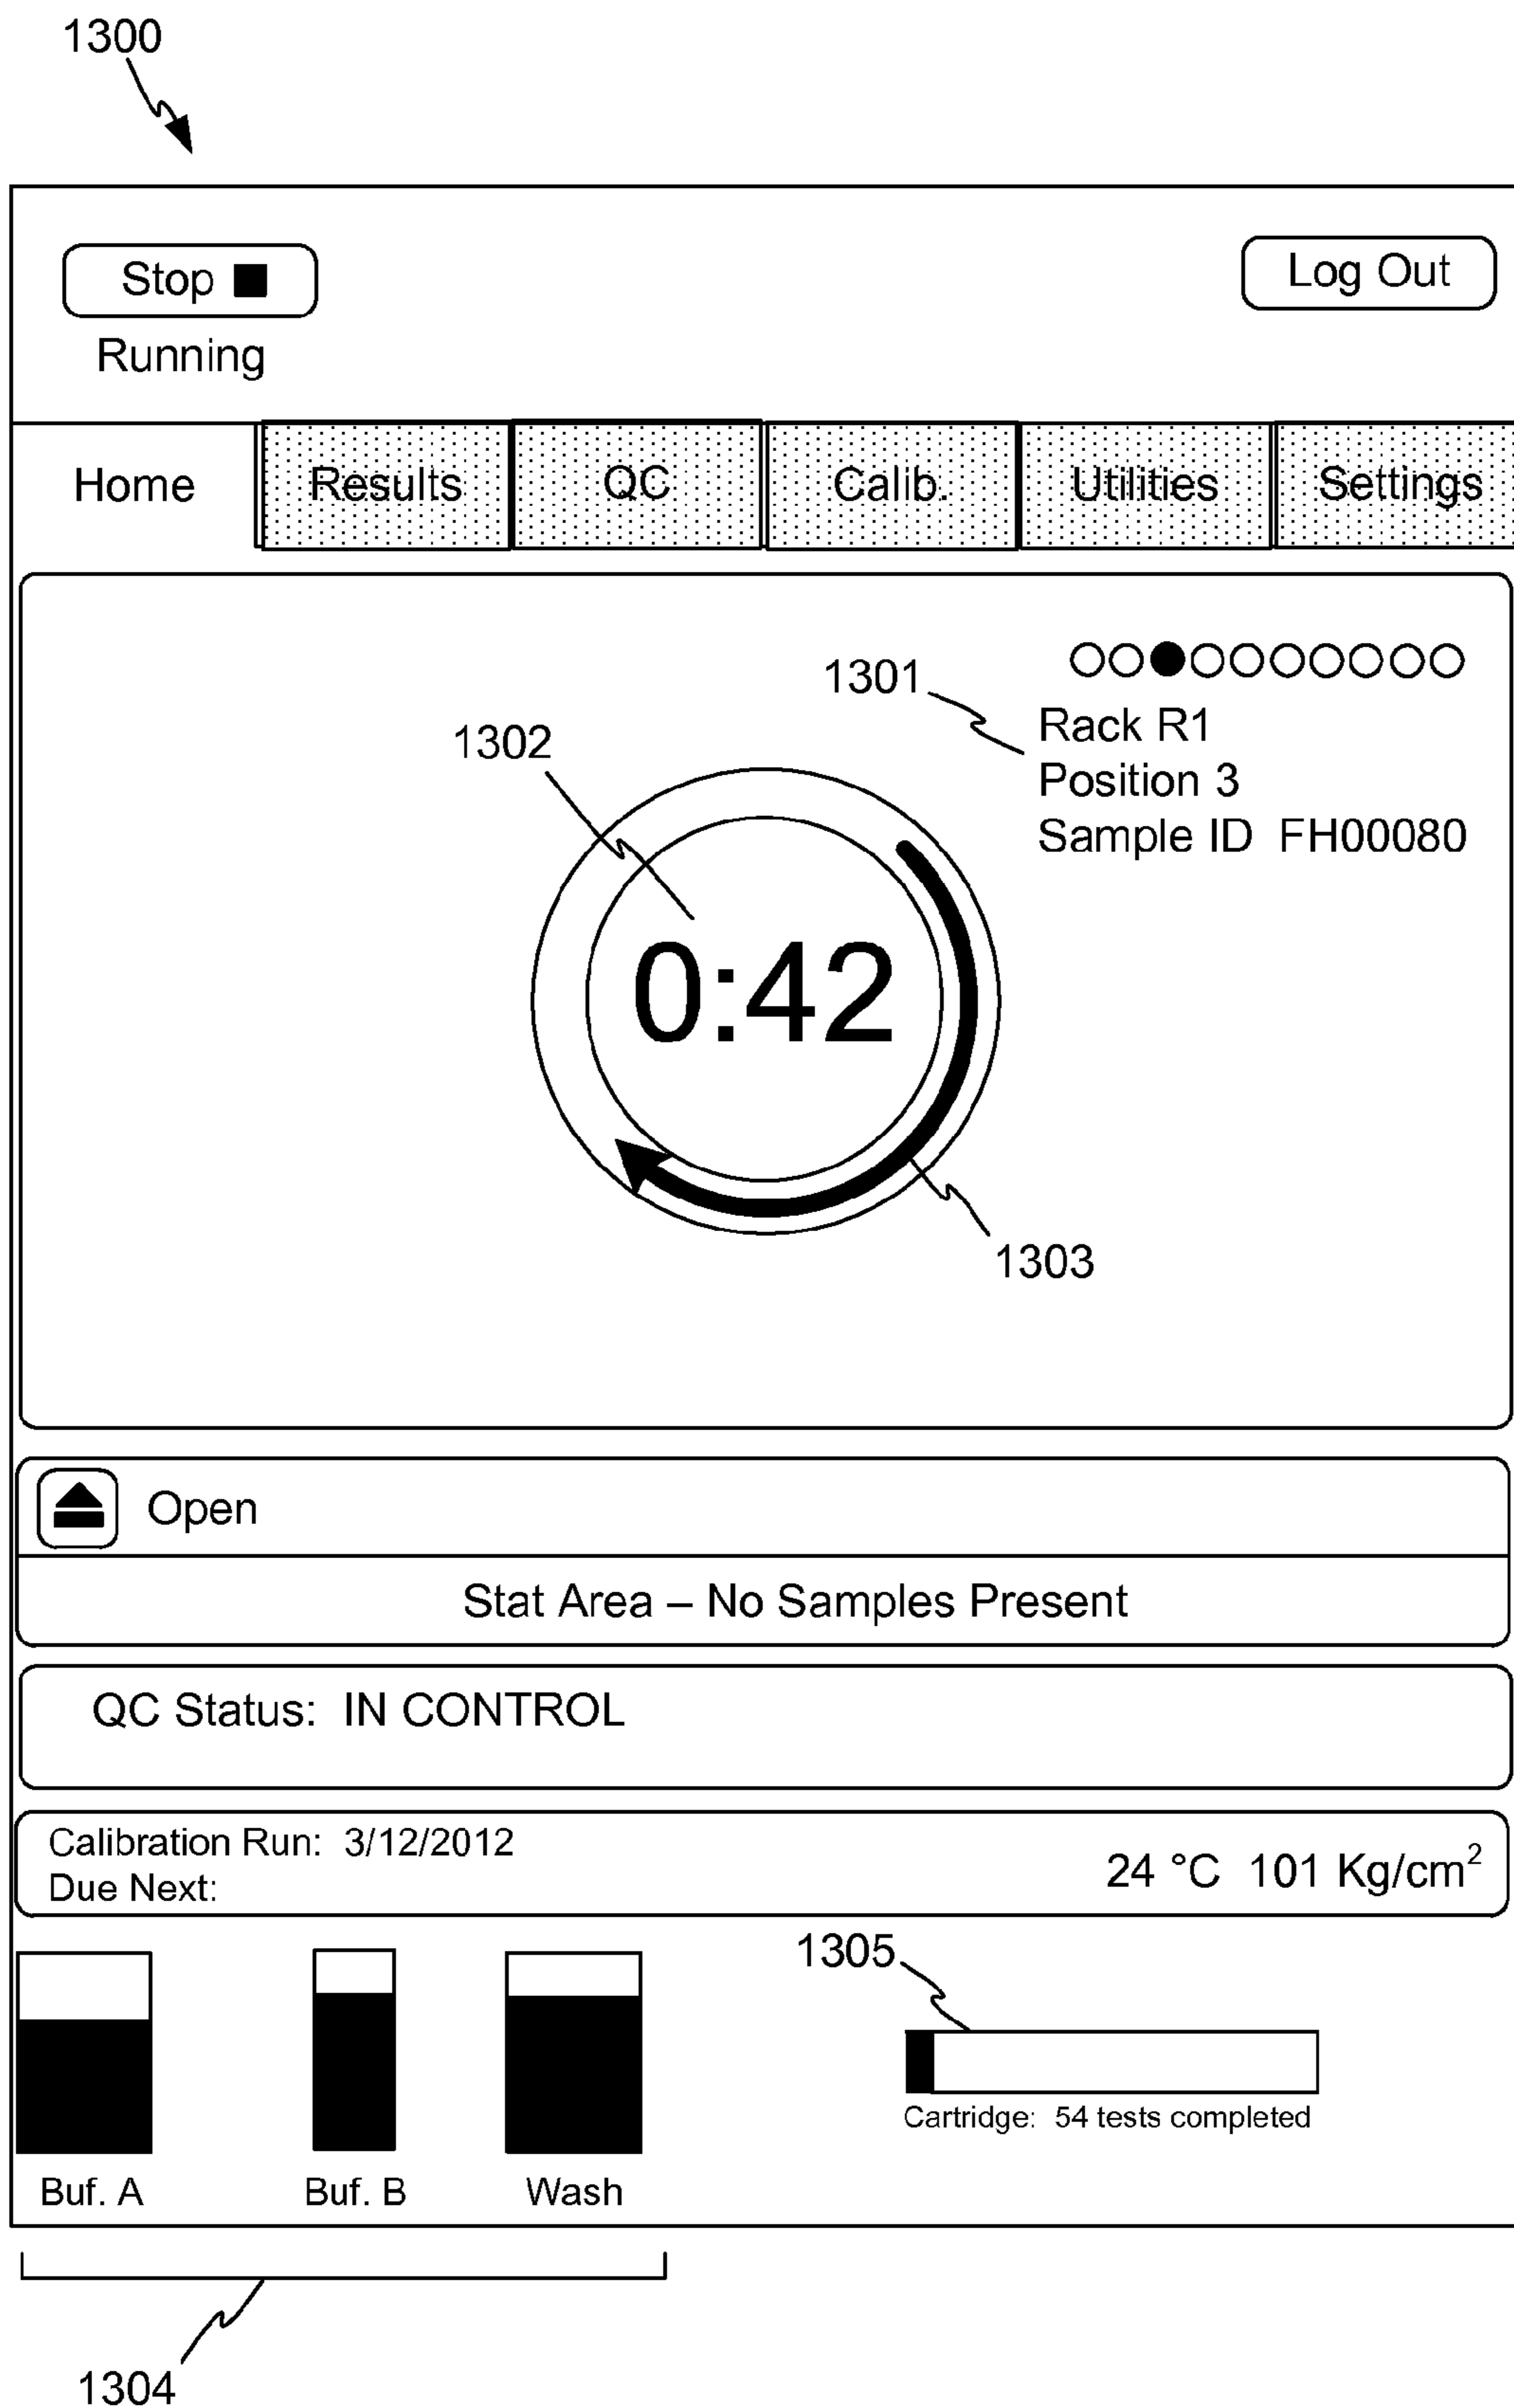 1300
Stop
Log Out
Running
Home Results QC Calib. Utilities Settings
1301
Rack R1
1302
Position 3
Sample ID FH00080
0:42
1303
Open
Stat Area – No Samples Present
QC Status: IN CONTROL
Calibration Run: 3/12/2012
Due Next:
24 °C 101 Kg/cm²
1305
Cartridge: 54 tests completed
Buf. A Buf. B Wash
1304